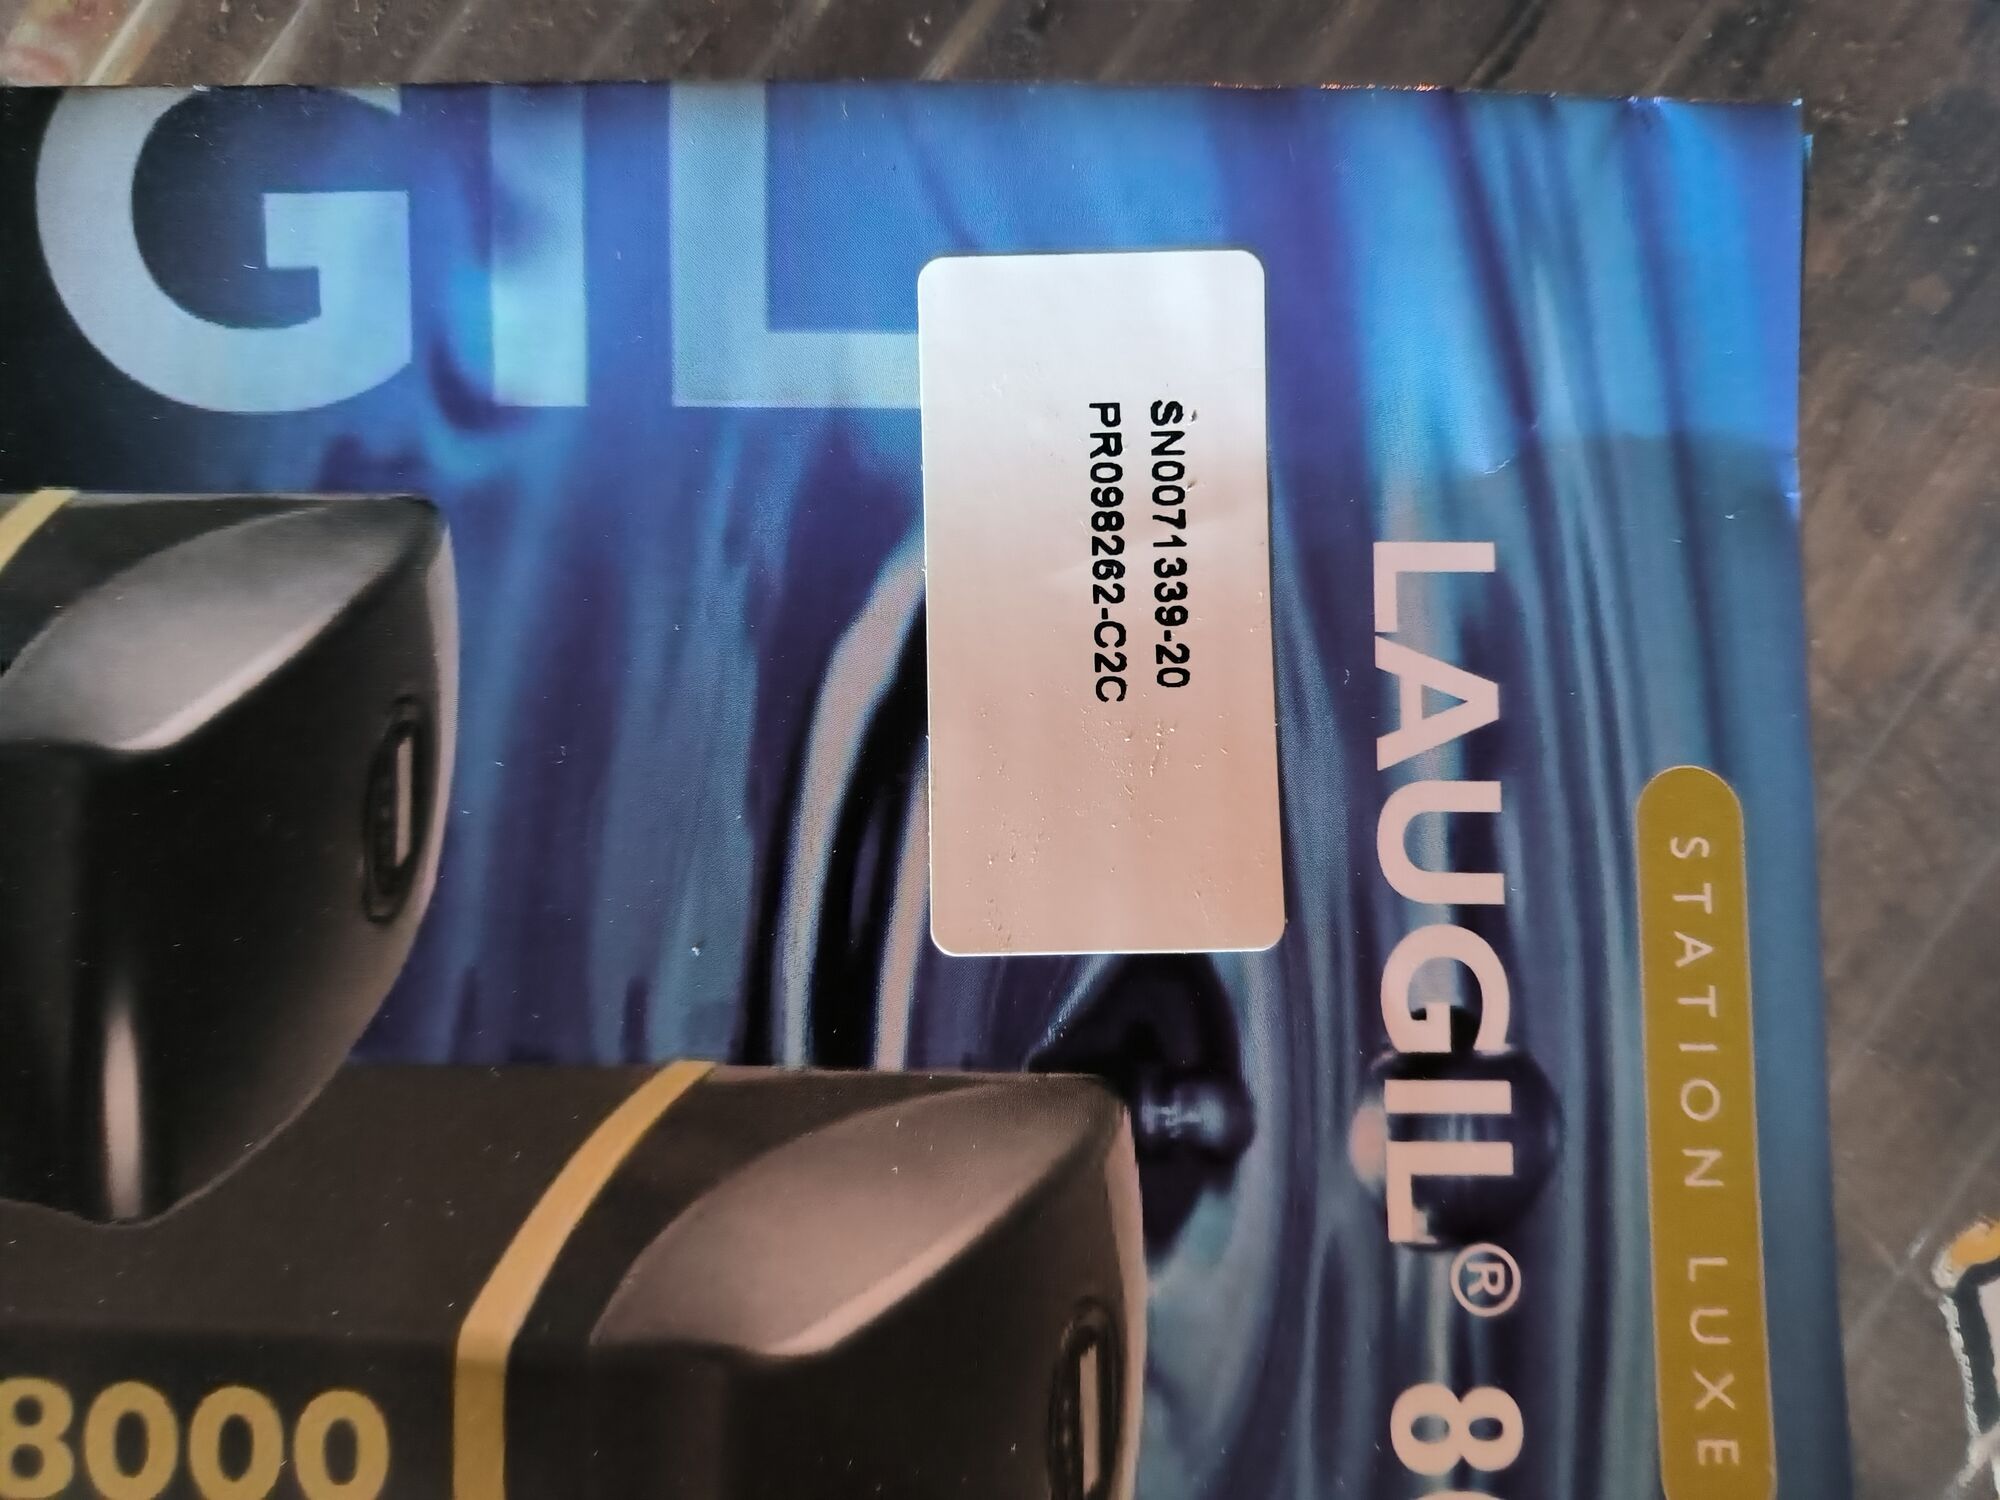 GIL
SN0071339-20
PR098262-C2C
STATION LUXE
LAUGIL® 8
8000